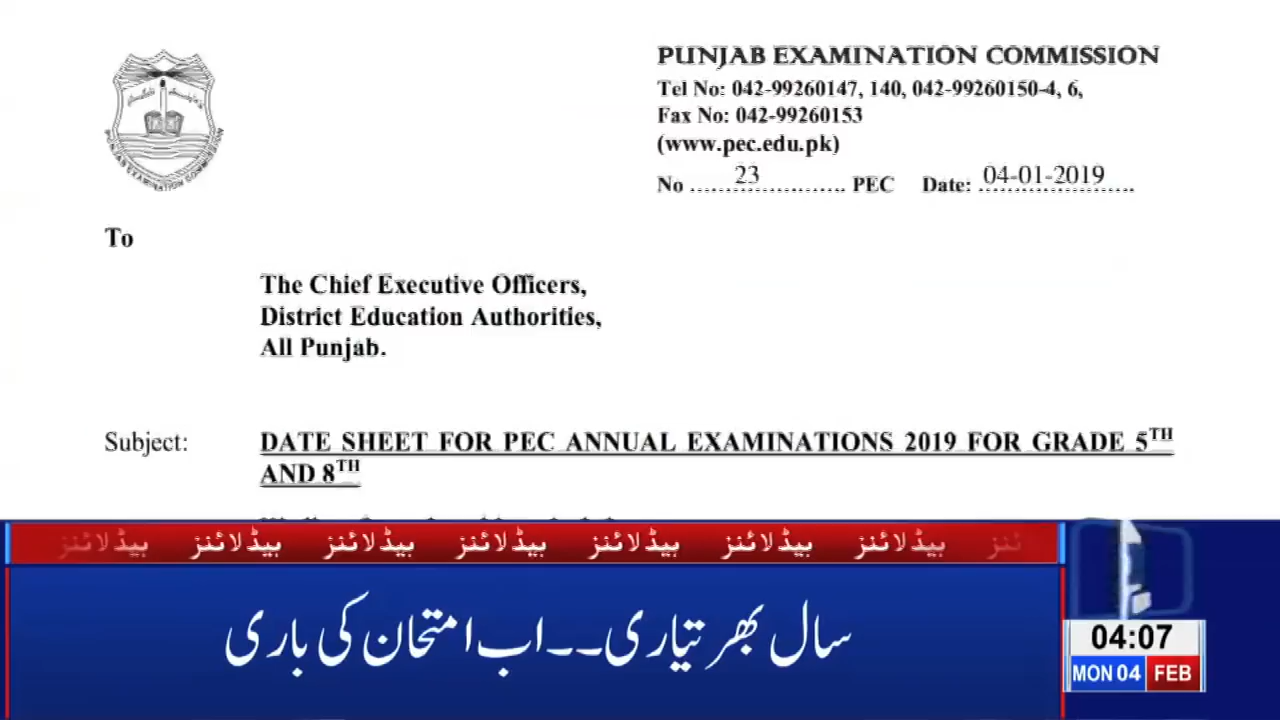 PUNJAB EXAMINATION COMMISSION
Tel No: 042-99260147, 140, 042-99260150-4, 6,
Fax No: 042-99260153
(www.pec.edu.pk)
No ........23........ PEC Date: 04-01-2019
PUNJAB EXAMINATION COMMISSION
To
The Chief Executive Officers,
District Education Authorities,
All Punjab.
Subject: DATE SHEET FOR PEC ANNUAL EXAMINATIONS 2019 FOR GRADE 5TH
AND 8TH
ہیڈلائنز ہیڈلائنز ہیڈلائنز ہیڈلائنز ہیڈلائنز ہیڈلائنز ہیڈلائنز
سال بھر تیاری۔۔اب امتحان کی باری
04:07
MON 04 FEB